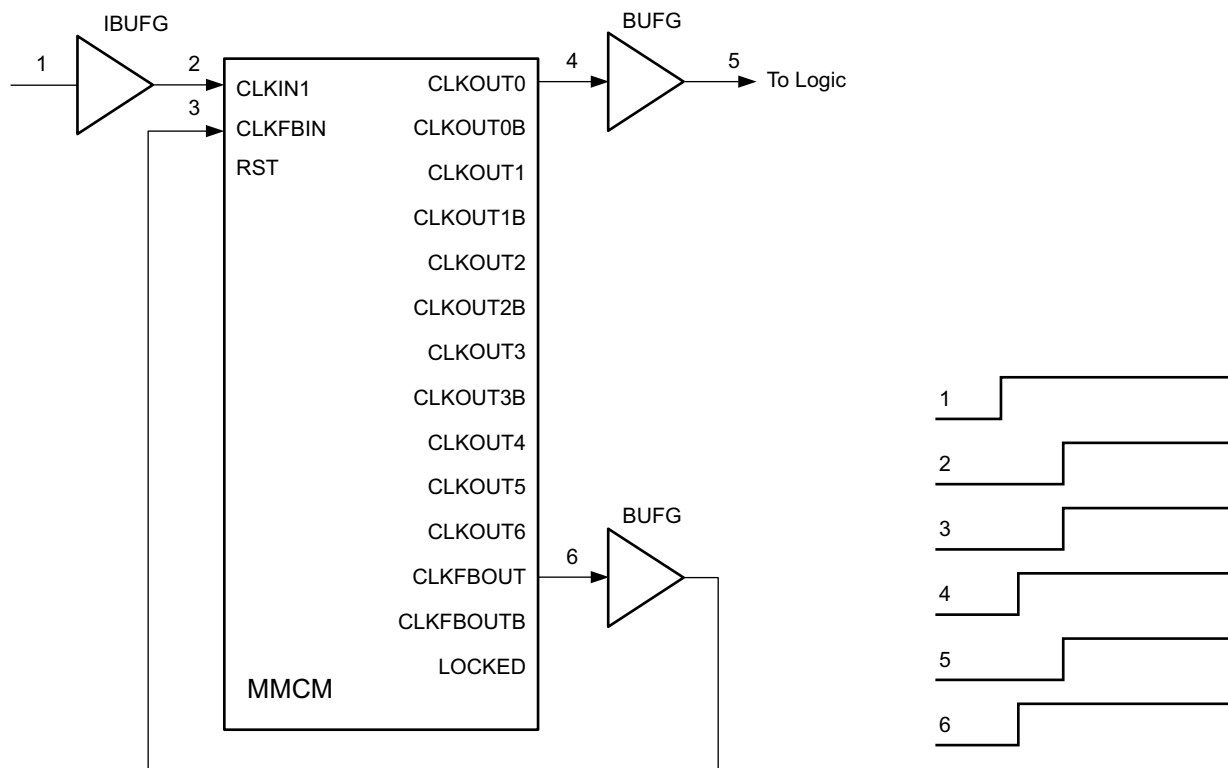 IBUFG
BUFG
1
2
4
5
To Logic
CLKIN1
CLKOUT0
3
CLKFBIN
CLKOUT0B
RST
CLKOUT1
CLKOUT1B
CLKOUT2
CLKOUT2B
CLKOUT3
CLKOUT3B
CLKOUT4
CLKOUT5
CLKOUT6
BUFG
6
CLKFBOUT
CLKFBOUTB
LOCKED
MMCM
1
2
3
4
5
6